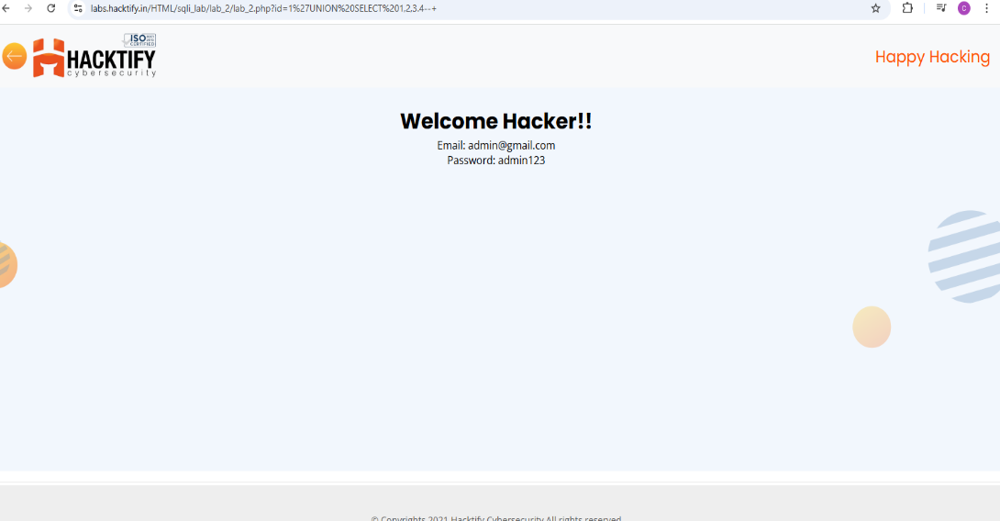 labs.hacktify.in/HTML/sqli_lab/lab_2/lab_2.php?id=1%27UNION%20SELECT%201,2,3,4--+
C
ISO
CERTIFIED
HACKTIFY
cybersecurity
Happy Hacking
Welcome Hacker!!
Email: admin@gmail.com
Password: admin123
© Copyrights 2021 Hacktify Cybersecurity All rights reserved